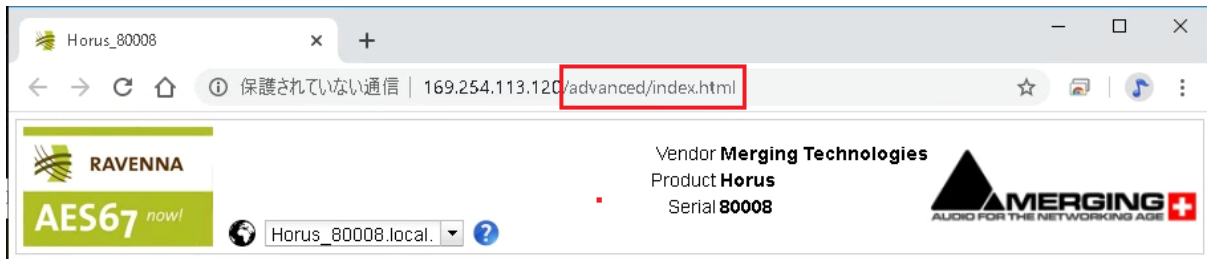 Horus_80008
保護されていない通信 | 169.254.113.120/advanced/index.html
RAVENNA
AES67 now!
Horus_80008.local.
Vendor Merging Technologies
Product Horus
Serial 80008
MERGING
AUDIO FOR THE NETWORKING AGE